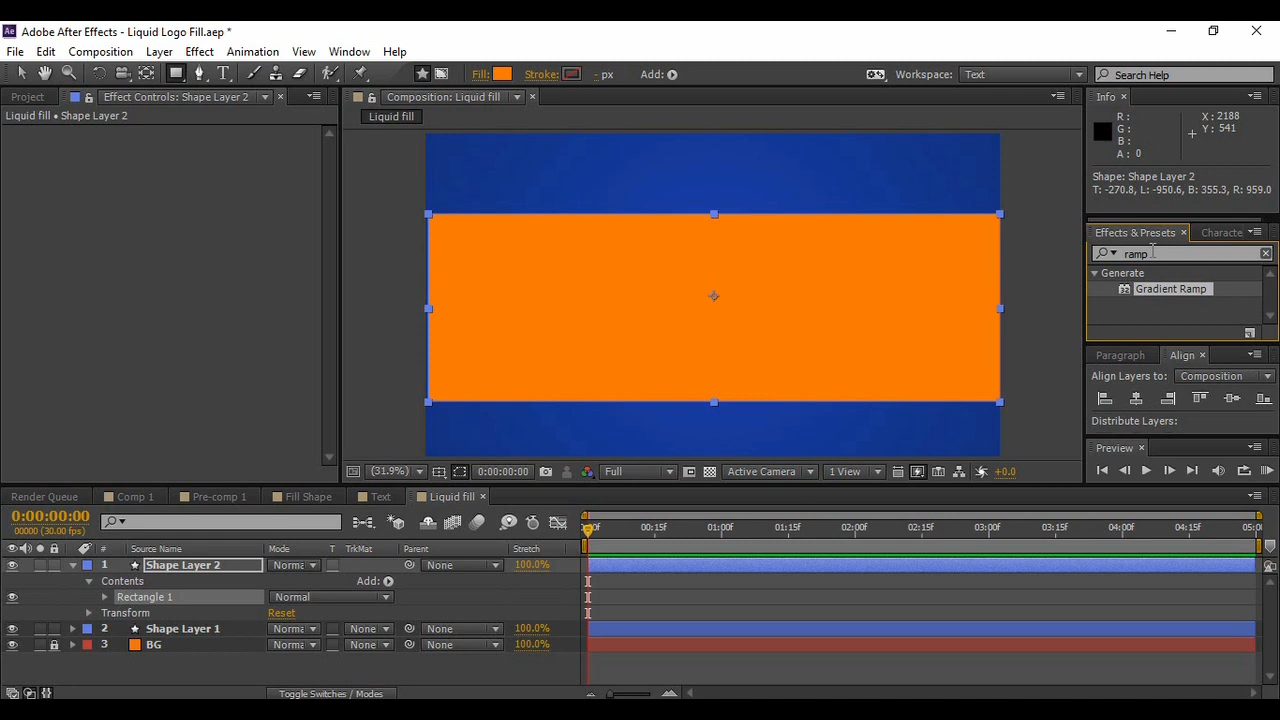 Ae Adobe After Effects - Liquid Logo Fill.aep *
File Edit Composition Layer Effect Animation View Window Help
Fill: Stroke: - px Add: Workspace: Text Search Help
Project Effect Controls: Shape Layer 2 Composition: Liquid fill Info
Shape Layer 2 • 
Liquid fill • Shape Layer 2
Liquid fill
R : X : 2188
G : Y : 541
B :
A : 0
Shape: Shape Layer 2
T: -270.8, L: -950.6, B: 355.3, R: 959.0
Effects & Presets Characte
ramp
Generate
32 Gradient Ramp
Paragraph Align
Align Layers to: Composition
Distribute Layers:
Preview
(31.9%) 0:00:00:00 Full Active Camera 1 View +0.0
Render Queue Comp 1 Pre-comp 1 Fill Shape Text Liquid fill
0:00:00:00
00000 (30.00 fps)
00:15f 01:00f 01:15f 02:00f 02:15f 03:00f 03:15f 04:00f 04:15f
# Source Name Mode T TrkMat Parent Stretch
1 Shape Layer 2 Norma None 100.0%
Contents Add:
Rectangle 1 Normal
Transform Reset
2 Shape Layer 1 Norma None None 100.0%
3 BG Norma None None 100.0%
Toggle Switches / Modes